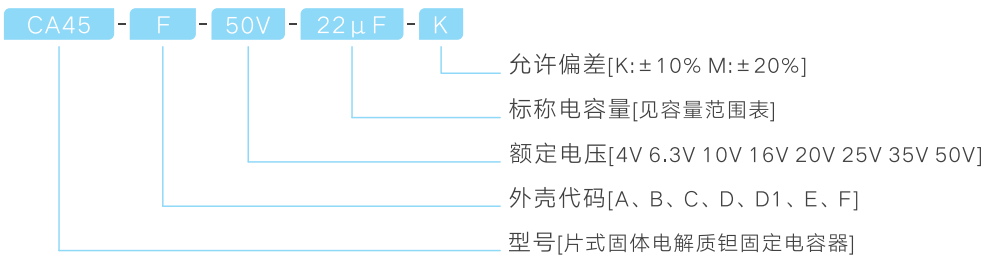 CA45 - F - 50V - 22μF - K
允许偏差[K:±10% M:±20%]
标称电容量[见容量范围表]
额定电压[4V 6.3V 10V 16V 20V 25V 35V 50V]
外壳代码[A、B、C、D、D1、E、F]
型号[片式固体电解质钽固定电容器]